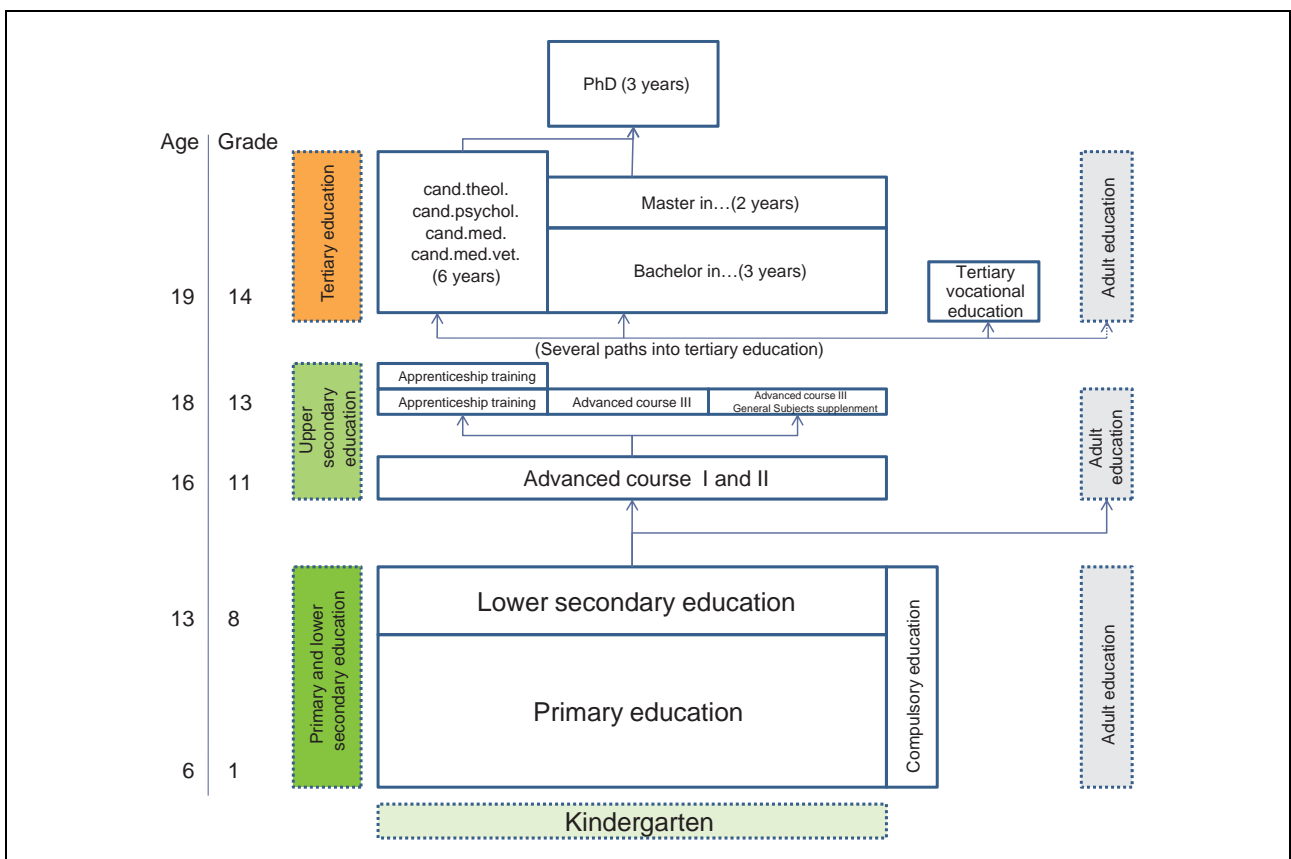 PhD (3 years)
Age
Grade
Tertiary education
cand.theol.
cand.psychol.
cand.med.
cand.med.vet.
(6 years)
Master in…(2 years)
Bachelor in…(3 years)
Tertiary
vocational
education
Adult education
19
14
(Several paths into tertiary education)
Upper
secondary
education
Apprenticeship training
18
13
Apprenticeship training
Advanced course III
Advanced course III
General Subjects supplenment
Adult
education
16
11
Advanced course I and II
Primary and lower
secondary education
Lower secondary education
13
8
Compulsory education
Adult education
Primary education
6
1
Kindergarten